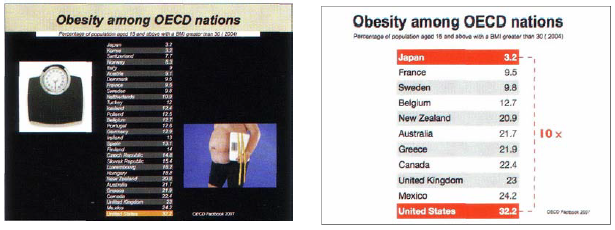 Obesity among OECD nations
Percentage of population aged 15 and above with a BMI greater than 30 / 2004)
Japan 3.2
Korea 3.2
Switzerland 7.7
Norway 8.3
Italy 9
Austria 9.1
Denmark 9.5
France 9.5
Sweden 9.8
Netherlands 10.9
Turkey 12
Iceland 12.4
Poland 12.5
Belgium 12.7
Portugal 12.8
Germany 12.9
Ireland 13
Spain 13.1
Finland 14
Czech Republic 14.8
Slovak Republic 15.4
Luxembourg
Hungary 18.8
New Zealand 20.9
Australia 21.7
Greece 21.9
Canada 22.4
United Kingdom 23
Mexico 24.2
United States 32.2
OECD Factbook 2007
Obesity among OECD nations
Percentage of population aged 15 and above with a BMI greater than 30 / 2004)
Japan 3.2
France 9.5
Sweden 9.8
Belgium 12.7
New Zealand 20.9
Australia 21.7
Greece 21.9
Canada 22.4
United Kingdom 23
Mexico 24.2
United States 32.2
10 x
OECD Factbook 2007